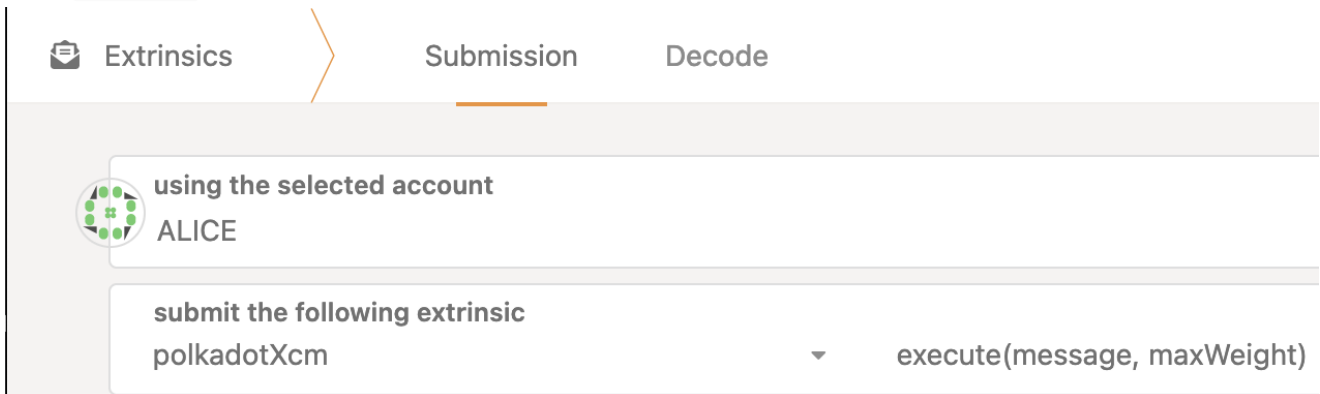 Extrinsics Submission Decode
using the selected account
ALICE
submit the following extrinsic
polkadotXcm execute(message, maxWeight)